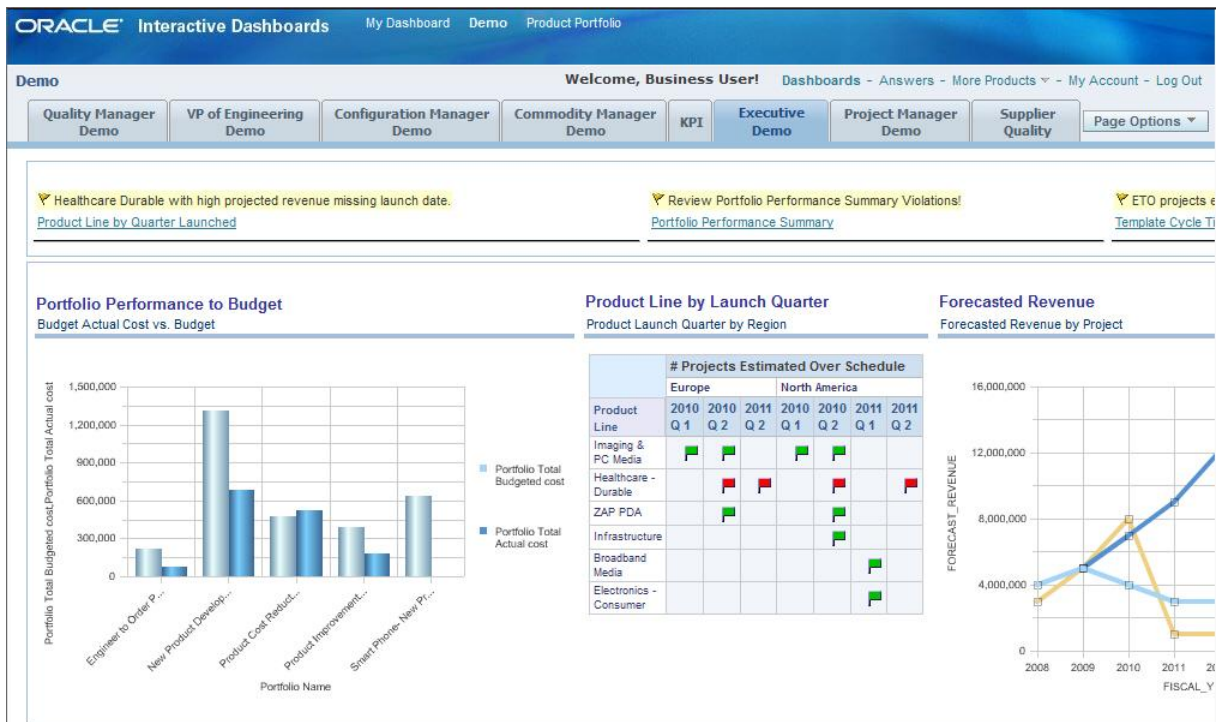 ORACLE Interactive Dashboards My Dashboard Demo Product Portfolio
Demo Welcome, Business User! Dashboards - Answers - More Products - My Account - Log Out
Quality Manager Demo
VP of Engineering Demo
Configuration Manager Demo
Commodity Manager Demo
KPI
Executive Demo
Project Manager Demo
Supplier Quality
Page Options
Healthcare Durable with high projected revenue missing launch date.
Product Line by Quarter Launched
Review Portfolio Performance Summary Violations!
Portfolio Performance Summary
ETO projects e
Template Cycle Ti
Portfolio Performance to Budget
Budget Actual Cost vs. Budget
Portfolio Total Budgeted cost,Portfolio Total Actual cost
1,500,000
1,200,000
900,000
600,000
300,000
0
Engineer to Order P...
New Product Develop...
Product Cost Reduct...
Product Improvement...
Smart Phone- New Pr...
Portfolio Name
Portfolio Total
Budgeted cost
Portfolio Total
Actual cost
Product Line by Launch Quarter
Product Launch Quarter by Region
# Projects Estimated Over Schedule
Europe North America
Product Line
2010 Q 1
2010 Q 2
2011 Q 2
2010 Q 1
2010 Q 2
2011 Q 1
2011 Q 2
Imaging &
PC Media
Healthcare -
Durable
ZAP PDA
Infrastructure
Broadband
Media
Electronics -
Consumer
Forecasted Revenue
Forecasted Revenue by Project
FORECAST_REVENUE
16,000,000
12,000,000
8,000,000
4,000,000
0
2008 2009 2010 2011 20
FISCAL_Y